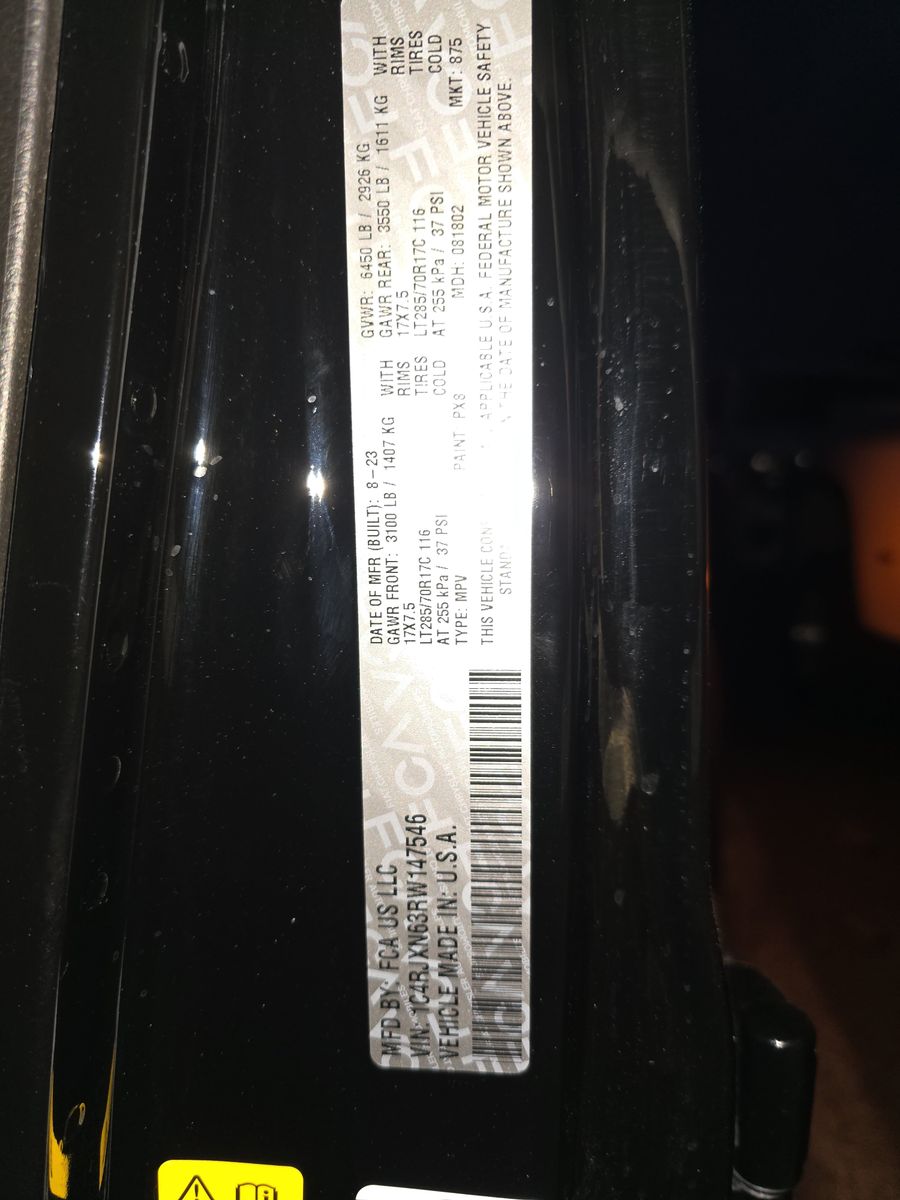 MFD BY: FCA US LLC
VIN: 1C4RJXN63RW147546
VEHICLE MADE IN: U.S.A.
DATE OF MFR (BUILT): 8-23
GVWR: 6450 LB / 2926 KG
GAWR FRONT: 3100 LB / 1407 KG WITH
GAWR REAR: 3550 LB / 1611 KG WITH
17X7.5 RIMS
17X7.5 RIMS
LT285/70R17C 116 TIRES
LT285/70R17C 116 TIRES
AT 255 kPa / 37 PSI COLD
AT 255 kPa / 37 PSI COLD
TYPE: MPV PAINT: PX8 MDH: 081802 MKT: 875
THIS VEHICLE APPLICABLE U.S.A. FEDERAL MOTOR VEHICLE SAFETY
THE DATE OF MANUFACTURE SHOWN ABOVE.